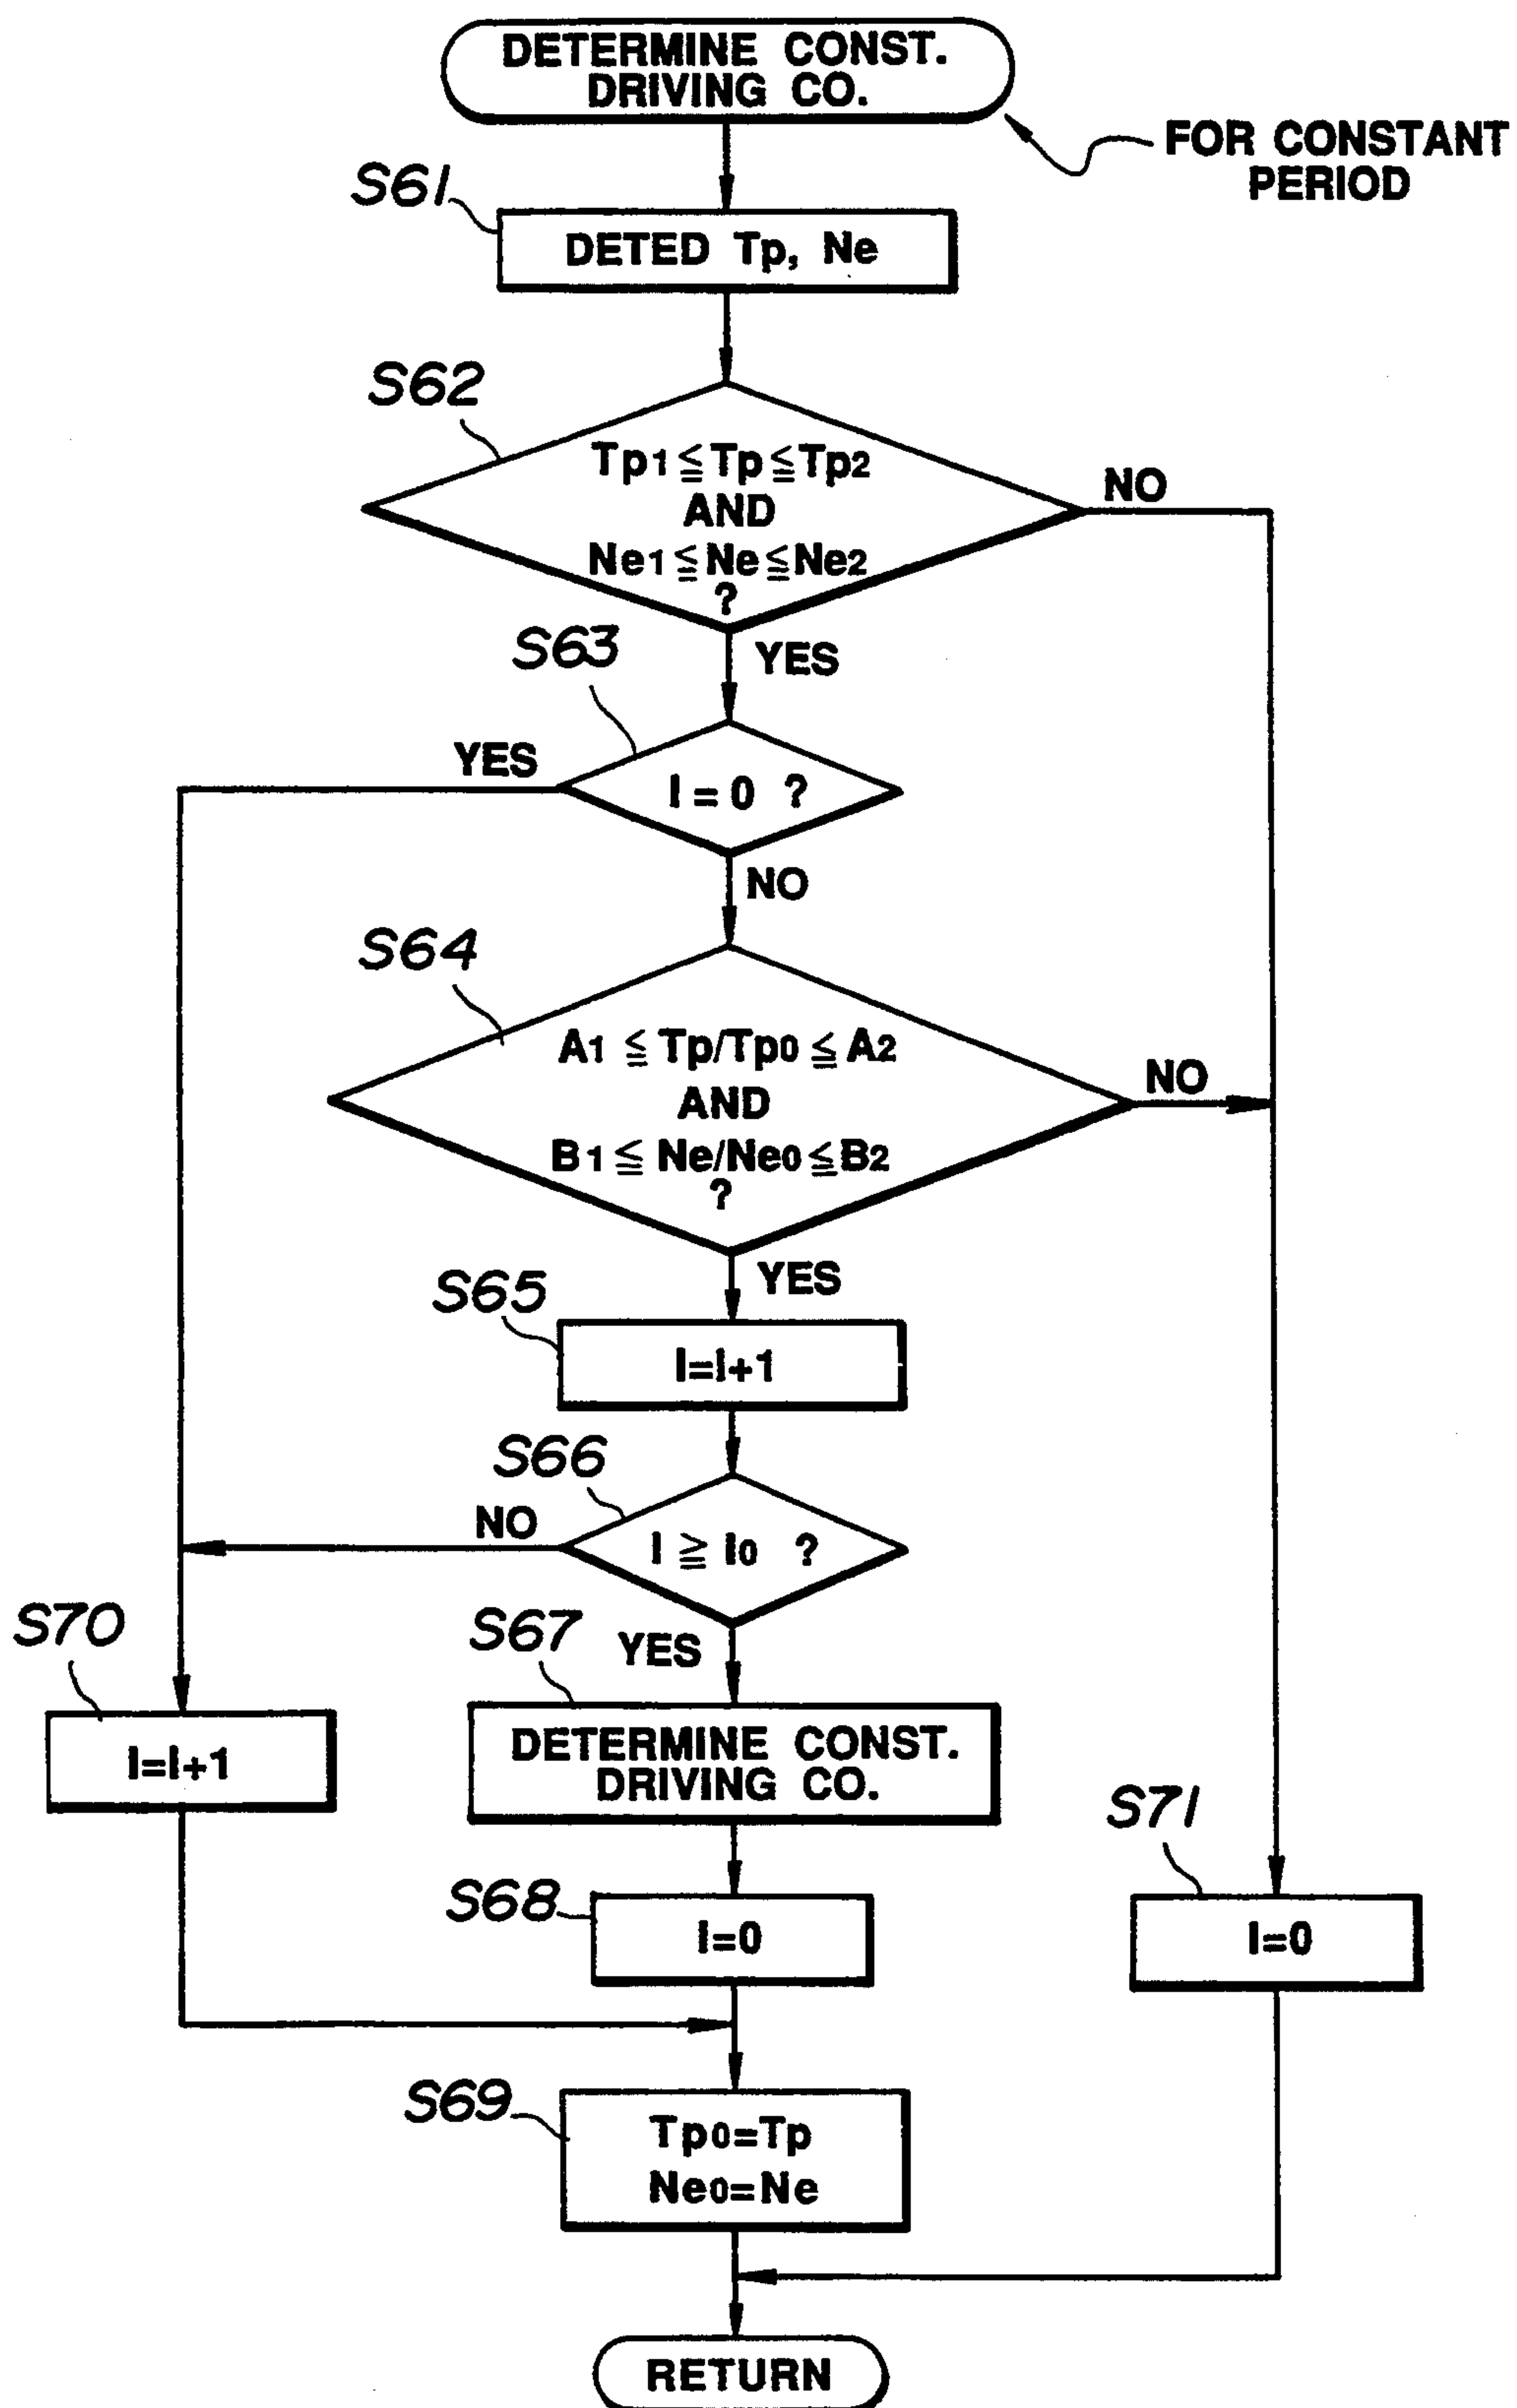 DETERMINE CONST.
DRIVING CO.
FOR CONSTANT
PERIOD
S61
DETED Tp, Ne
S62
Tp1 ≦ Tp ≦ Tp2
AND
Ne1 ≦ Ne ≦ Ne2
?
NO
YES
S63
YES
I = 0 ?
NO
S64
A1 ≦ Tp/Tp0 ≦ A2
AND
B1 ≦ Ne/Ne0 ≦ B2
?
NO
YES
S65
I=I+1
S66
NO
I ≧ I0 ?
YES
S70
I=I+1
S67
DETERMINE CONST.
DRIVING CO.
S68
I=0
S71
I=0
S69
Tp0=Tp
Ne0=Ne
RETURN